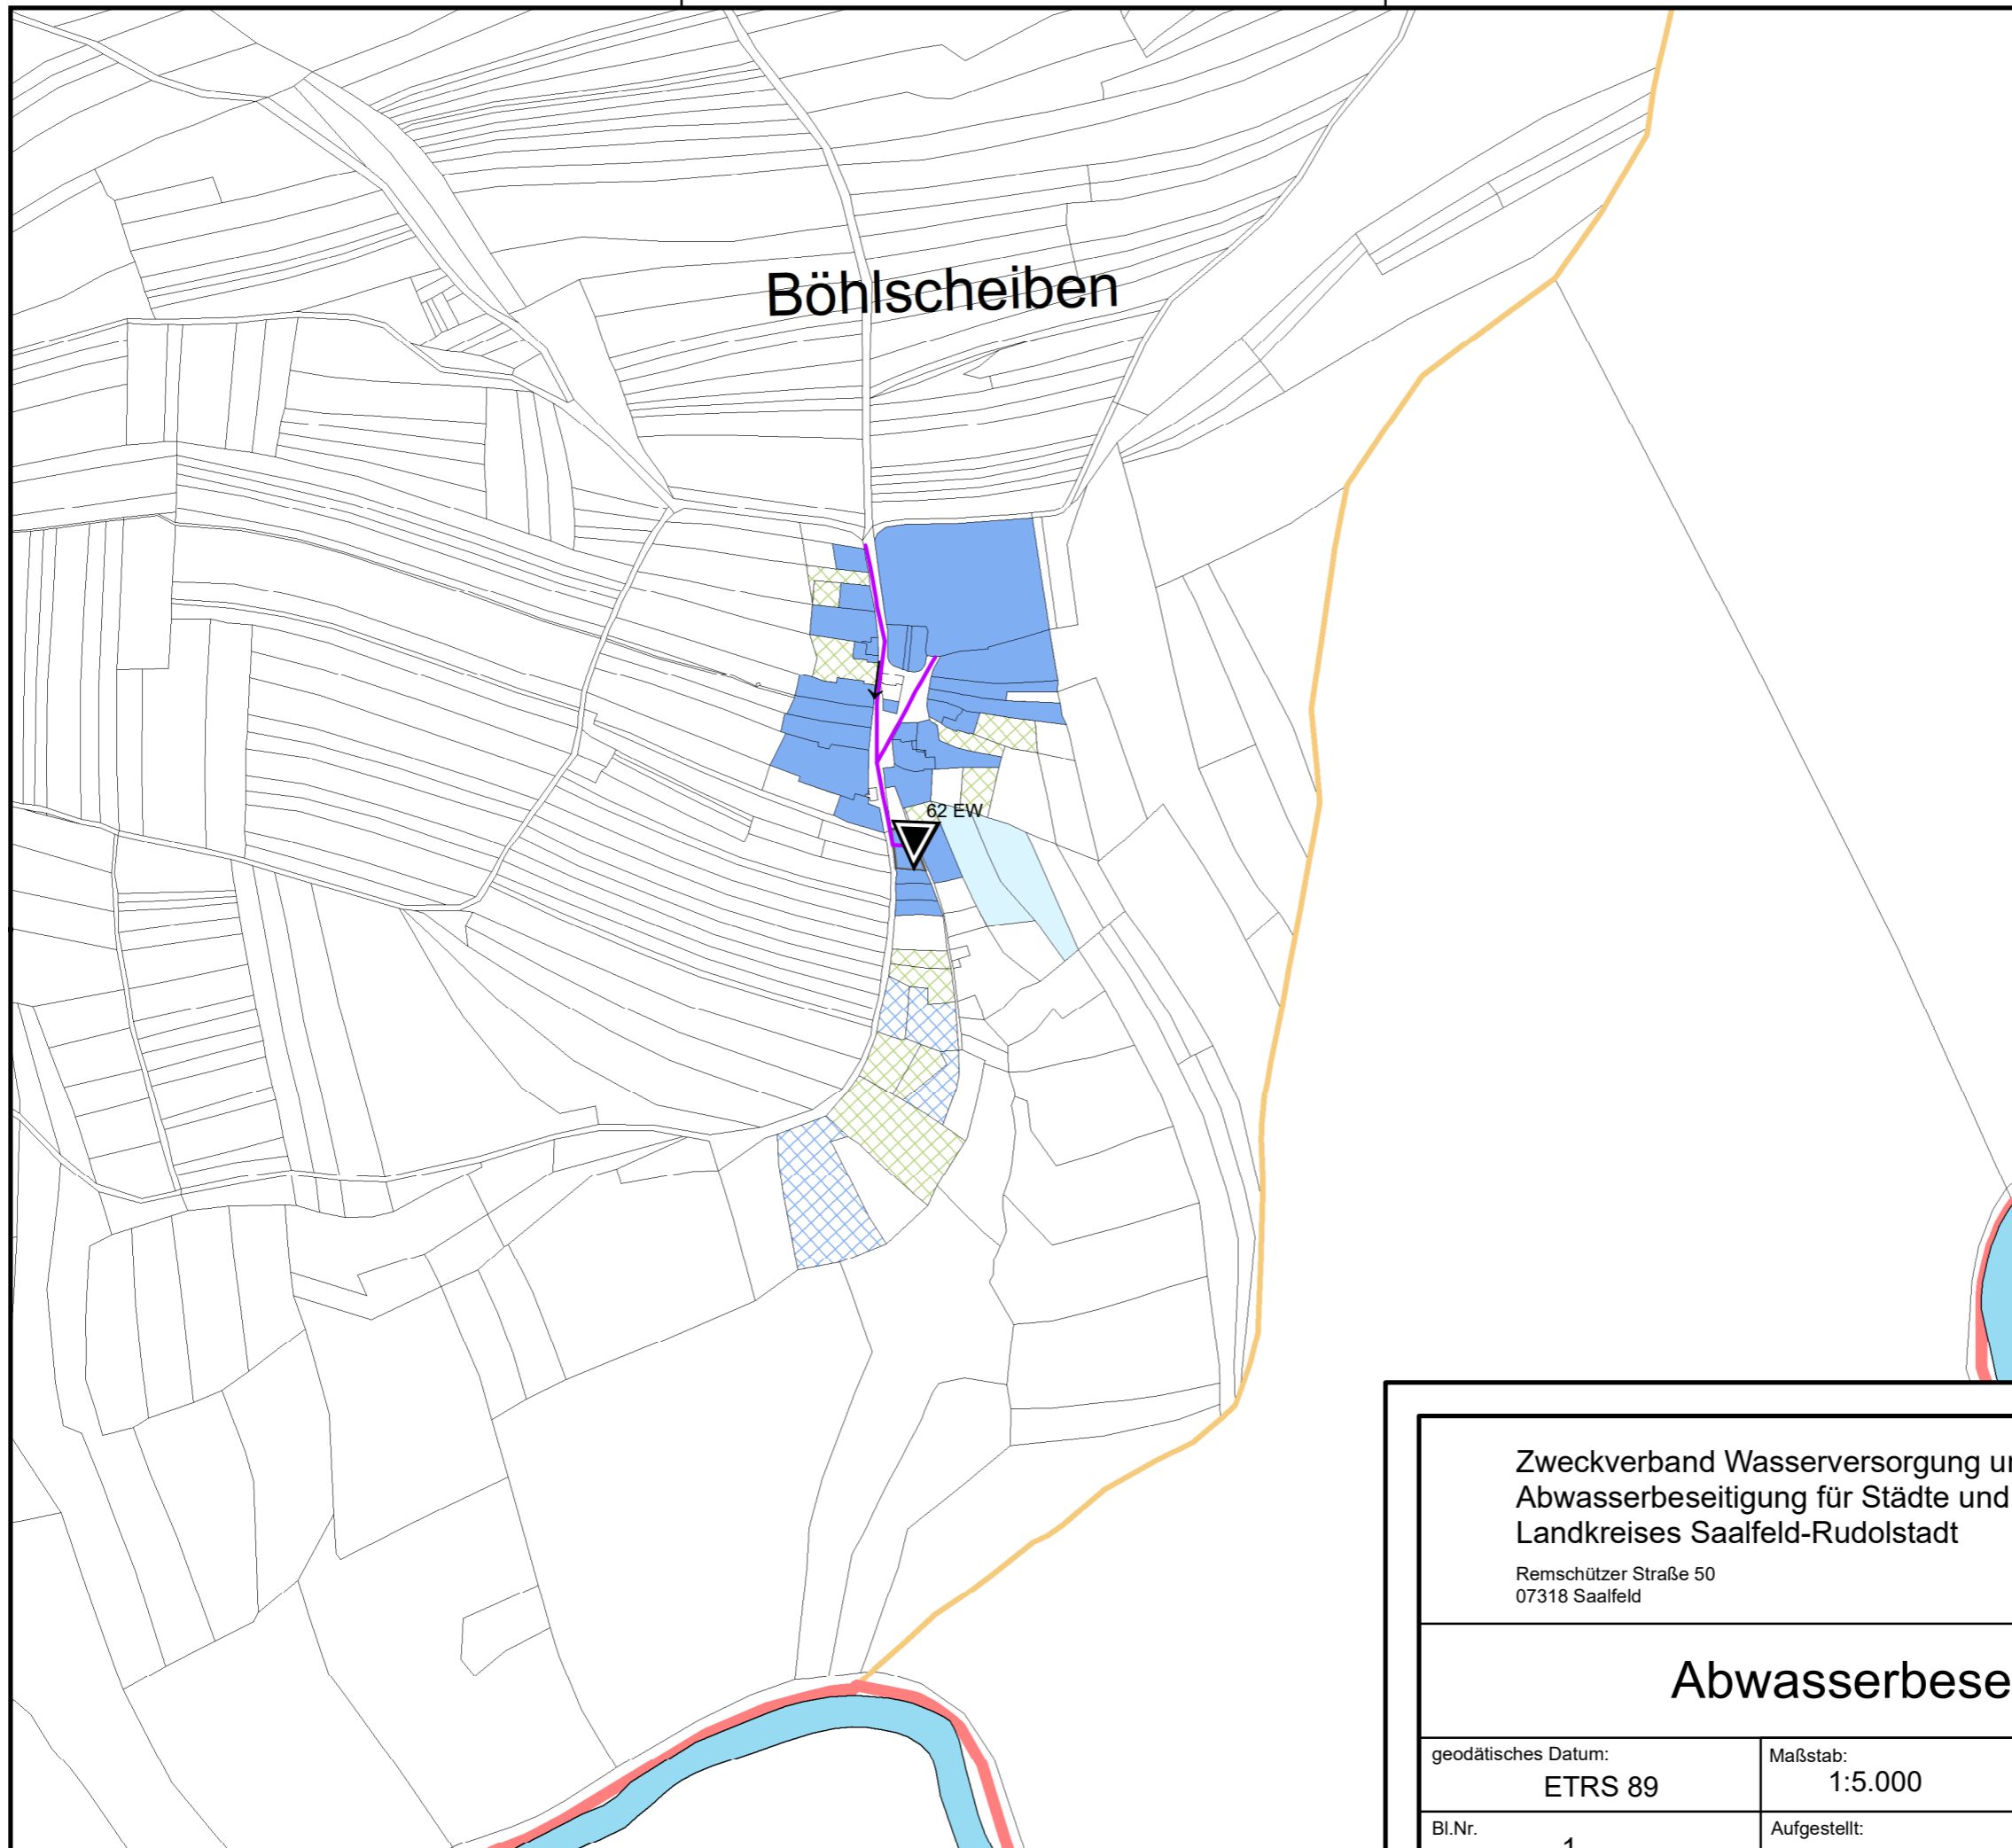 Böhlscheiben
62 EW
Zweckverband Wasserversorgung
Abwasserbeseitigung für Städte und
Landkreises Saalfeld-Rudolstadt
Remschützer Straße 50
07318 Saalfeld
Abwasserbese
geodätisches Datum:
ETRS 89
Maßstab:
1:5.000
Bl.Nr.
1
Aufgestellt: